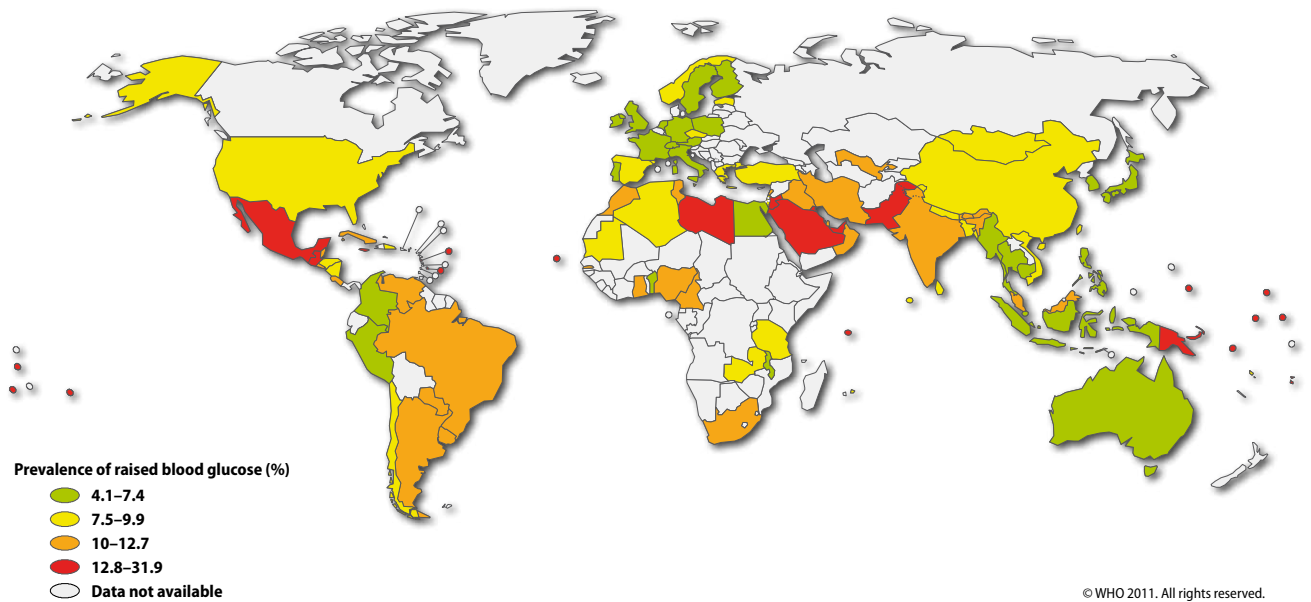 Prevalence of raised blood glucose (%)
4.1–7.4
7.5–9.9
10–12.7
12.8–31.9
Data not available
© WHO 2011. All rights reserved.